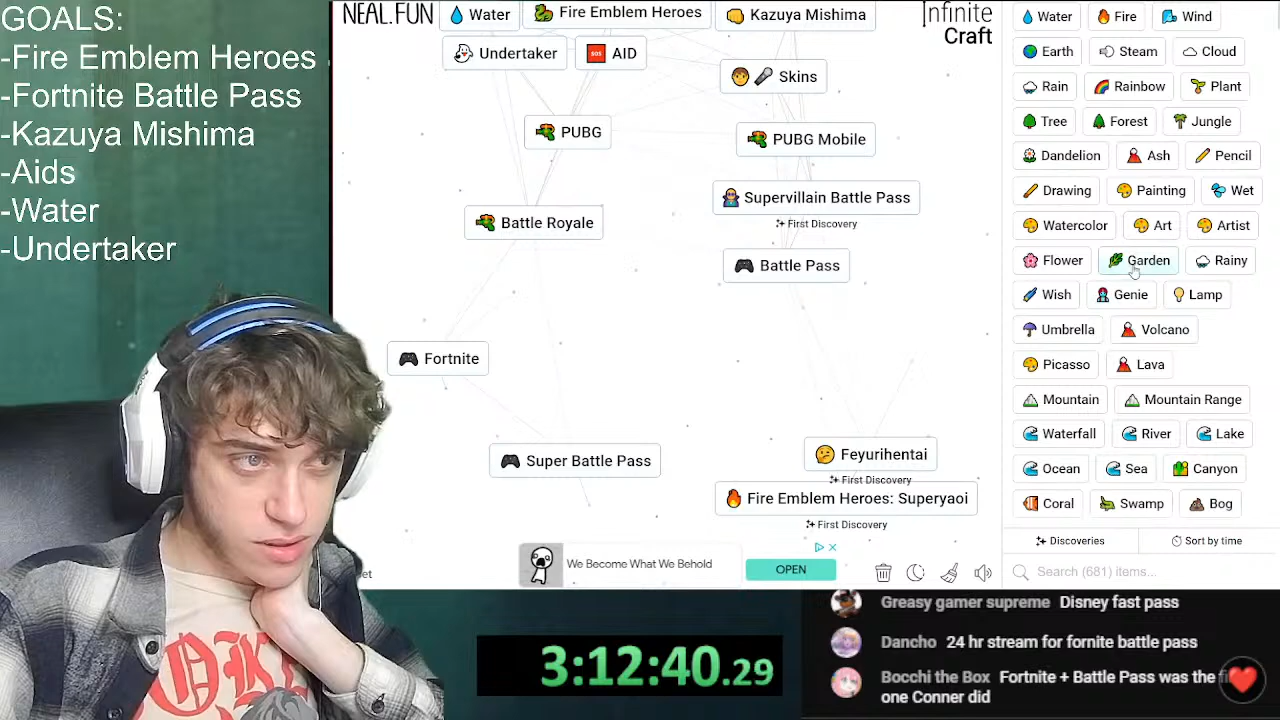 GOALS:
-Fire Emblem Heroes
-Fortnite Battle Pass
-Kazuya Mishima
-Aids
-Water
-Undertaker
NEAL.FUN
Water
Fire Emblem Heroes
Kazuya Mishima
Infinite
Craft
Undertaker
SOS AID
Skins
PUBG
PUBG Mobile
Supervillain Battle Pass
First Discovery
Battle Royale
Battle Pass
Fortnite
Super Battle Pass
Feyurihentai
First Discovery
Fire Emblem Heroes: Superyaoi
First Discovery
We Become What We Behold
OPEN
et
Water Fire Wind
Earth Steam Cloud
Rain Rainbow Plant
Tree Forest Jungle
Dandelion Ash Pencil
Drawing Painting Wet
Watercolor Art Artist
Flower Garden Rainy
Wish Genie Lamp
Umbrella Volcano
Picasso Lava
Mountain Mountain Range
Waterfall River Lake
Ocean Sea Canyon
Coral Swamp Bog
Discoveries Sort by time
Search (681) items...
3:12:40.29
Greasy gamer supreme Disney fast pass
Dancho 24 hr stream for fornite battle pass
Bocchi the Box Fortnite + Battle Pass was the
one Conner did